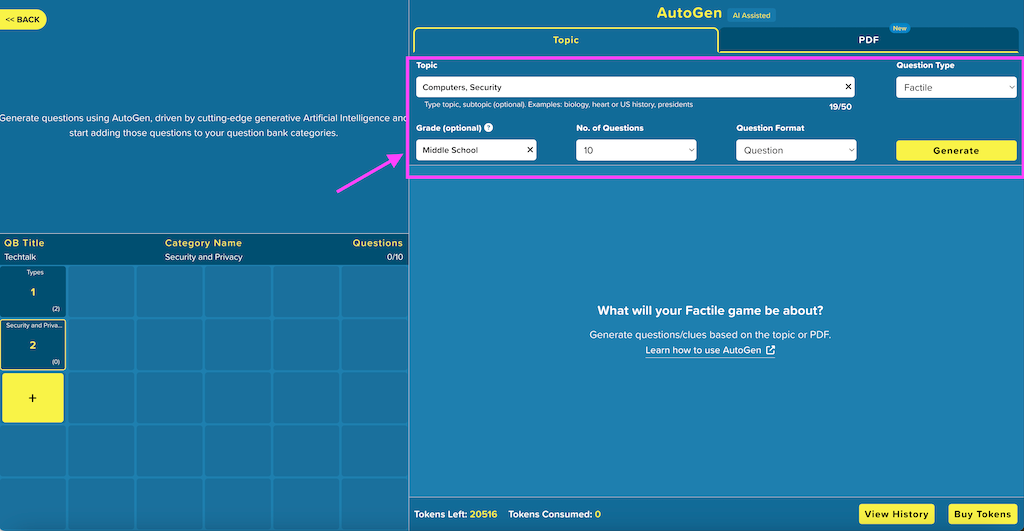 << BACK
Generate questions using AutoGen, driven by cutting-edge generative Artificial Intelligence and
start adding those questions to your question bank categories.
QB Title Category Name Questions
Techtalk Security and Privacy 0/10
Types
1
(2)
Security and Priva...
2
(0)
+
AutoGen AI Assisted
New
Topic PDF
Topic Question Type
Computers, Security × Factile
Type topic, subtopic (optional). Examples: biology, heart or US history, presidents 19/50
Grade (optional) ? No. of Questions Question Format
Middle School × 10 Question Generate
What will your Factile game be about?
Generate questions/clues based on the topic or PDF.
Learn how to use AutoGen
Tokens Left: 20516 Tokens Consumed: 0 View History Buy Tokens